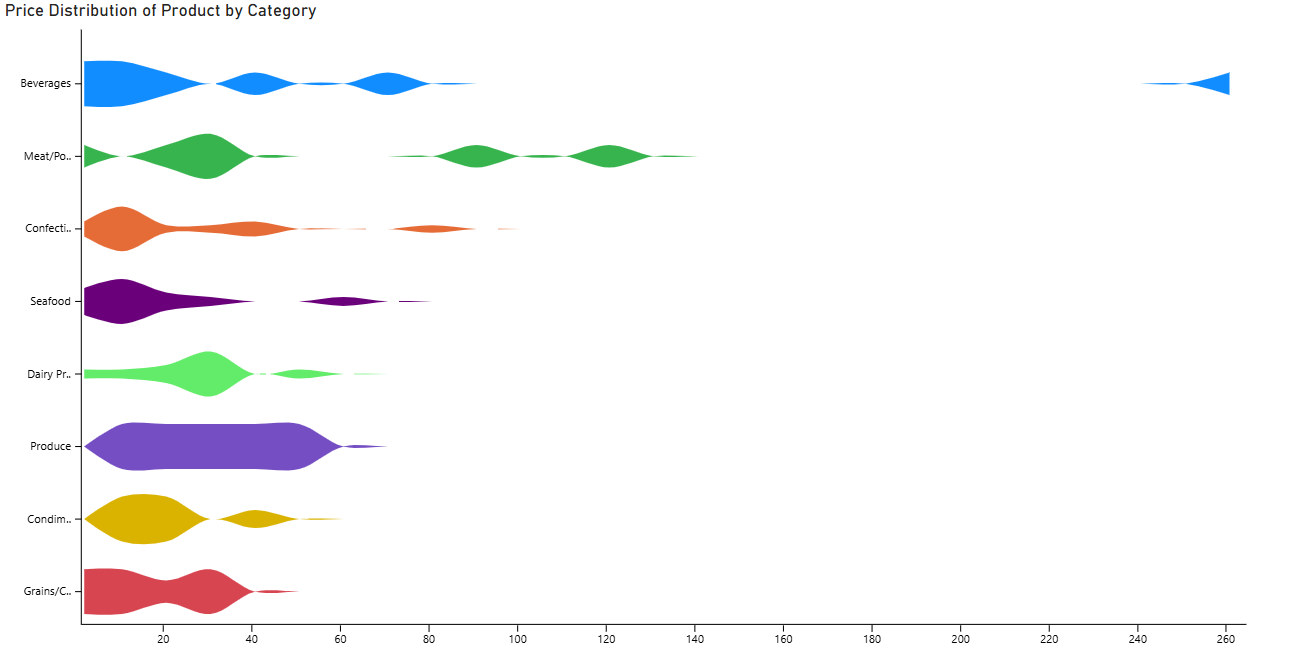 Price Distribution of Product by Category
Beverages
Meat/Po..
Confecti..
Seafood
Dairy Pr..
Produce
Condim..
Grains/C..
20 40 60 80 100 120 140 160 180 200 220 240 260